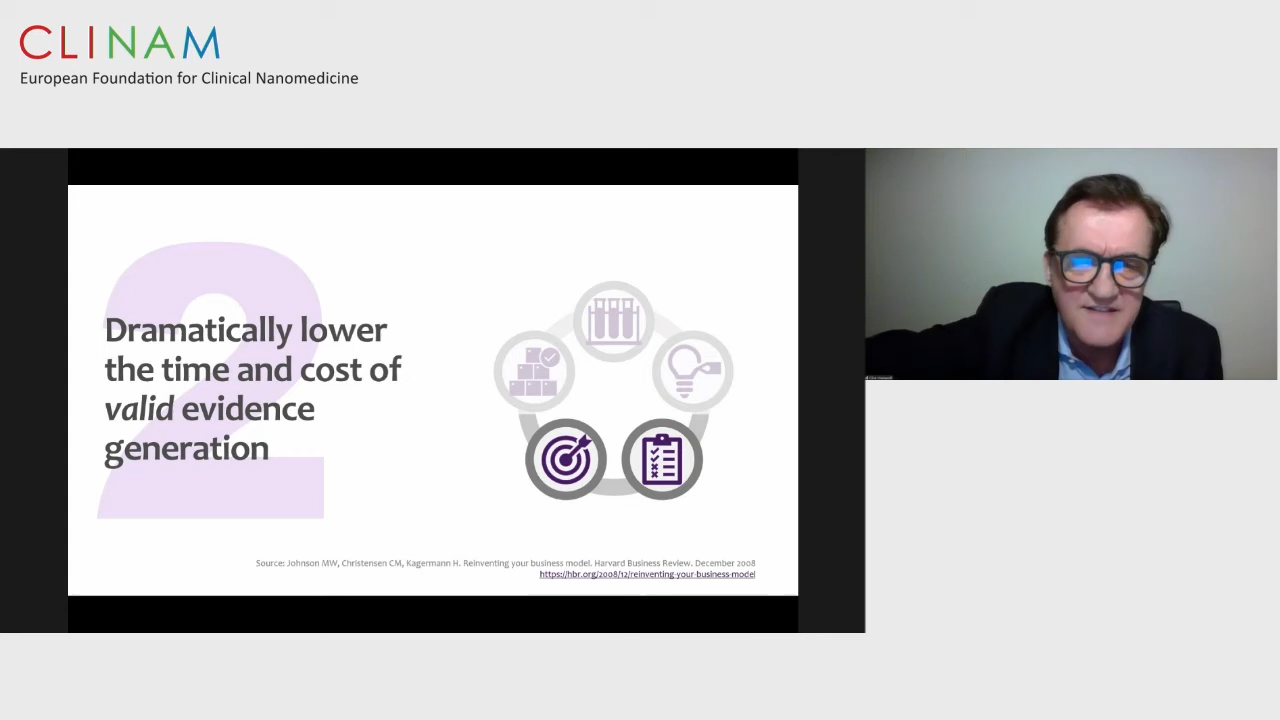 CLINAM
European Foundation for Clinical Nanomedicine
2
Dramatically lower
the time and cost of
valid evidence
generation
Source: Johnson MW, Christensen CM, Kagermann H. Reinventing your business model. Harvard Business Review. December 2008
https://hbr.org/2008/12/reinventing-your-business-model